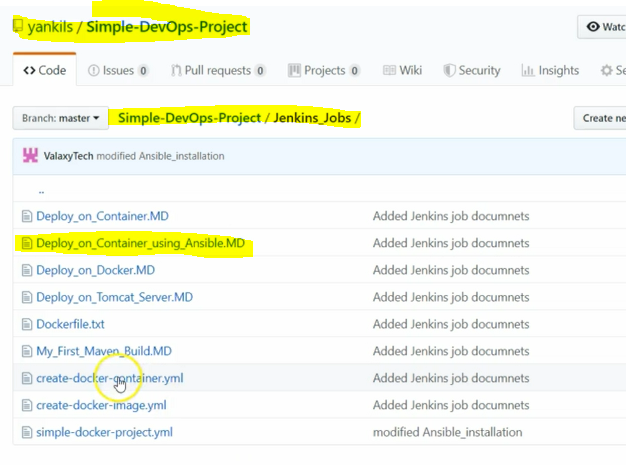 yankils / Simple-DevOps-Project
Watc
Code Issues 0 Pull requests 0 Projects 0 Wiki Security Insights Se
Branch: master Simple-DevOps-Project / Jenkins_Jobs / Create ne
ValaxyTech modified Ansible_installation
..
Deploy_on_Container.MD Added Jenkins job documnets
Deploy_on_Container_using_Ansible.MD Added Jenkins job documnets
Deploy_on_Docker.MD Added Jenkins job documnets
Deploy_on_Tomcat_Server.MD Added Jenkins job documnets
Dockerfile.txt Added Jenkins job documnets
My_First_Maven_Build.MD Added Jenkins job documnets
create-docker-container.yml Added Jenkins job documnets
create-docker-image.yml Added Jenkins job documnets
simple-docker-project.yml modified Ansible_installation